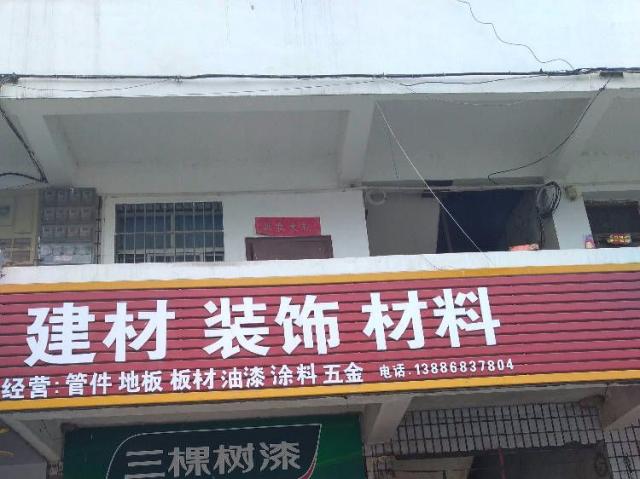 建材 装饰 材料
经营:管件 地板 板材 油漆 涂料 五金 电话.13886837804
三棵树漆